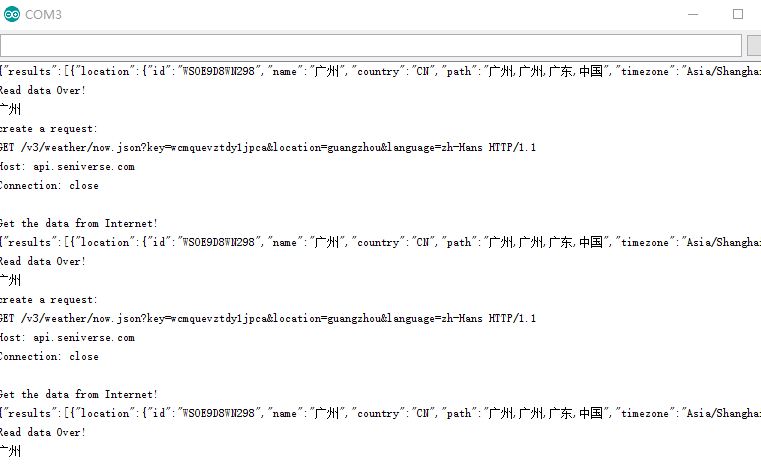 COM3
{"results":[{"location":{"id":"WS0E9D8WN298","name":"广州","country":"CN","path":"广州,广州,广东,中国","timezone":"Asia/Shanghai
Read data Over!
广州
create a request:
GET /v3/weather/now.json?key=wcmquevztdy1jpca&location=guangzhou&language=zh-Hans HTTP/1.1
Host: api.seniverse.com
Connection: close
Get the data from Internet!
{"results":[{"location":{"id":"WS0E9D8WN298","name":"广州","country":"CN","path":"广州,广州,广东,中国","timezone":"Asia/Shanghai
Read data Over!
广州
create a request:
GET /v3/weather/now.json?key=wcmquevztdy1jpca&location=guangzhou&language=zh-Hans HTTP/1.1
Host: api.seniverse.com
Connection: close
Get the data from Internet!
{"results":[{"location":{"id":"WS0E9D8WN298","name":"广州","country":"CN","path":"广州,广州,广东,中国","timezone":"Asia/Shanghai
Read data Over!
广州